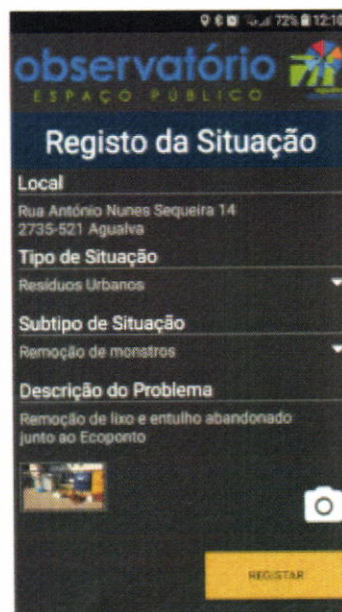 72% 12:10
observatório
ESPAÇO PÚBLICO
Registo da Situação
Local
Rua António Nunes Sequeira 14
2735-521 Agualva
Tipo de Situação
Resíduos Urbanos
Subtipo de Situação
Remoção de monstros
Descrição do Problema
Remoção de lixo e entulho abandonado
junto ao Ecoponto
REGISTAR